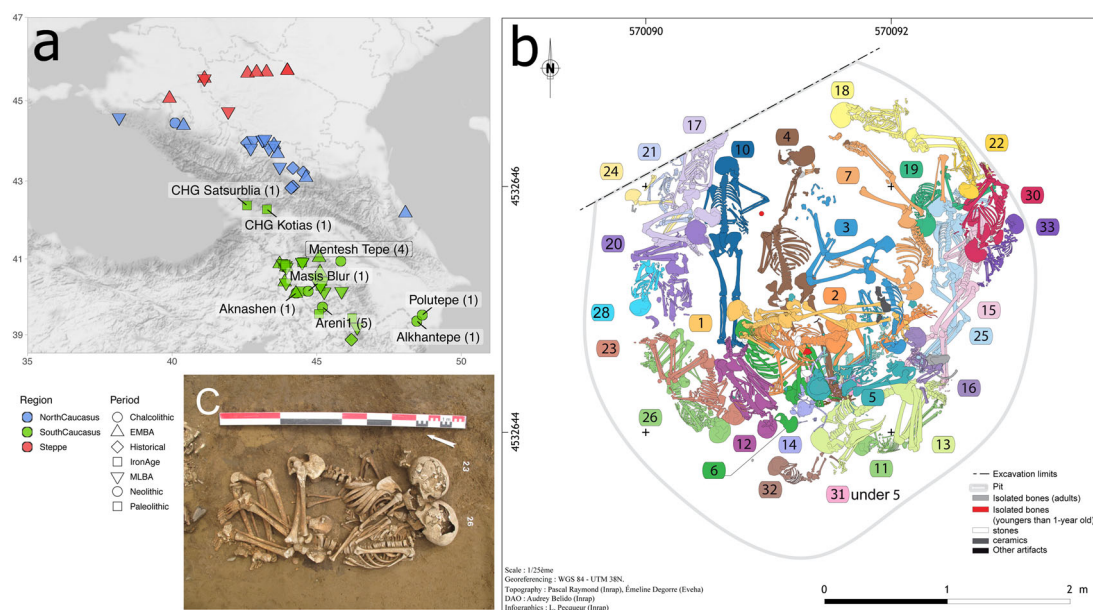 a
47
45
43
41
39
35
40
45
50
CHG Satsurblia (1)
CHG Kotias (1)
Mentesh Tepe (4)
Masis Blur (1)
Aknashen (1)
Areni1 (5)
Polutepe (1)
Alkhantepe (1)
Region
NorthCaucasus
SouthCaucasus
Steppe
Period
Chalcolithic
EMBA
Historical
IronAge
MLBA
Neolithic
Paleolithic
C
23
26
b
N
570090
570092
4532646
4532644
18
17
4
10
22
21
7
19
24
30
3
33
20
2
28
1
15
23
25
5
16
26
12
14
13
6
11
32
31 under 5
Excavation limits
Pit
Isolated bones (adults)
Isolated bones
(youngers than 1-year old)
stones
ceramics
Other artifacts
Scale : 1/25ème
Georeferencing : WGS 84 - UTM 38N.
Topography : Pascal Raymond (Inrap), Émeline Degorre (Eveha)
DAO : Audrey Belido (Inrap)
Infographics : L. Pecqueur (Inrap)
0
1
2 m